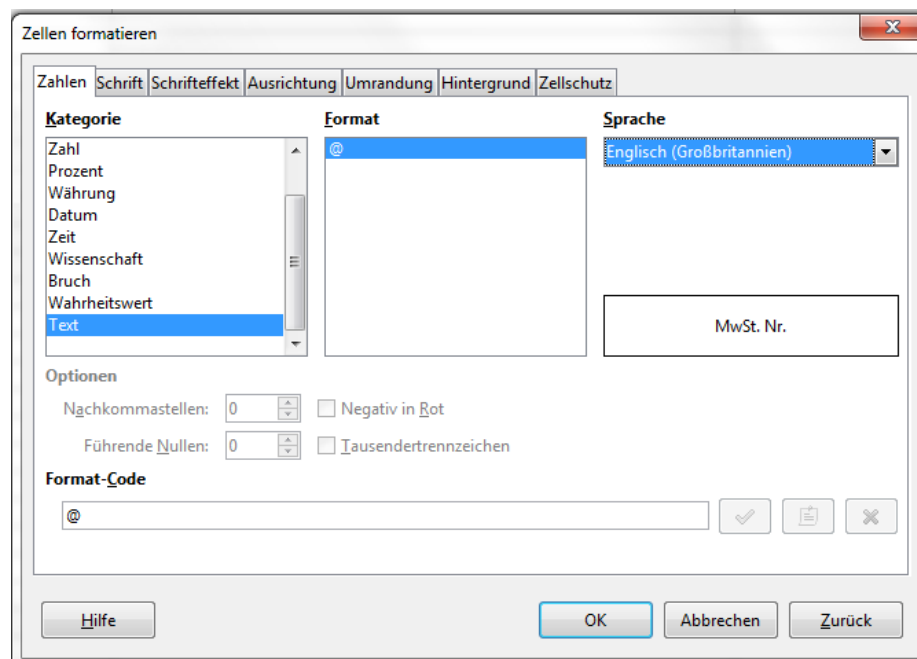 Zellen formatieren
Zahlen Schrift Schrifteffekt Ausrichtung Umrandung Hintergrund Zellschutz
Kategorie
Zahl
Prozent
Währung
Datum
Zeit
Wissenschaft
Bruch
Wahrheitswert
Text
Format
@
Sprache
Englisch (Großbritannien)
MwSt. Nr.
Optionen
Nachkommastellen: 0 Negativ in Rot
Führende Nullen: 0 Tausendertrennzeichen
Format-Code
@
Hilfe OK Abbrechen Zurück